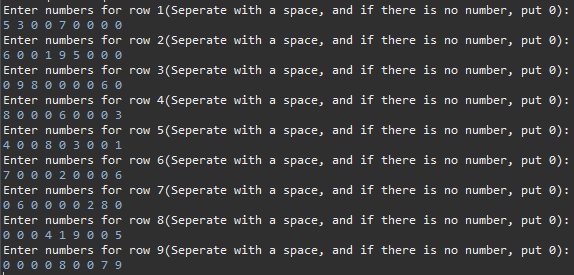 Enter numbers for row 1(Seperate with a space, and if there is no number, put 0):
5 3 0 0 7 0 0 0 0
Enter numbers for row 2(Seperate with a space, and if there is no number, put 0):
6 0 0 1 9 5 0 0 0
Enter numbers for row 3(Seperate with a space, and if there is no number, put 0):
0 9 8 0 0 0 0 6 0
Enter numbers for row 4(Seperate with a space, and if there is no number, put 0):
8 0 0 0 6 0 0 0 3
Enter numbers for row 5(Seperate with a space, and if there is no number, put 0):
4 0 0 8 0 3 0 0 1
Enter numbers for row 6(Seperate with a space, and if there is no number, put 0):
7 0 0 0 2 0 0 0 6
Enter numbers for row 7(Seperate with a space, and if there is no number, put 0):
0 6 0 0 0 0 2 8 0
Enter numbers for row 8(Seperate with a space, and if there is no number, put 0):
0 0 0 4 1 9 0 0 5
Enter numbers for row 9(Seperate with a space, and if there is no number, put 0):
0 0 0 0 8 0 0 7 9